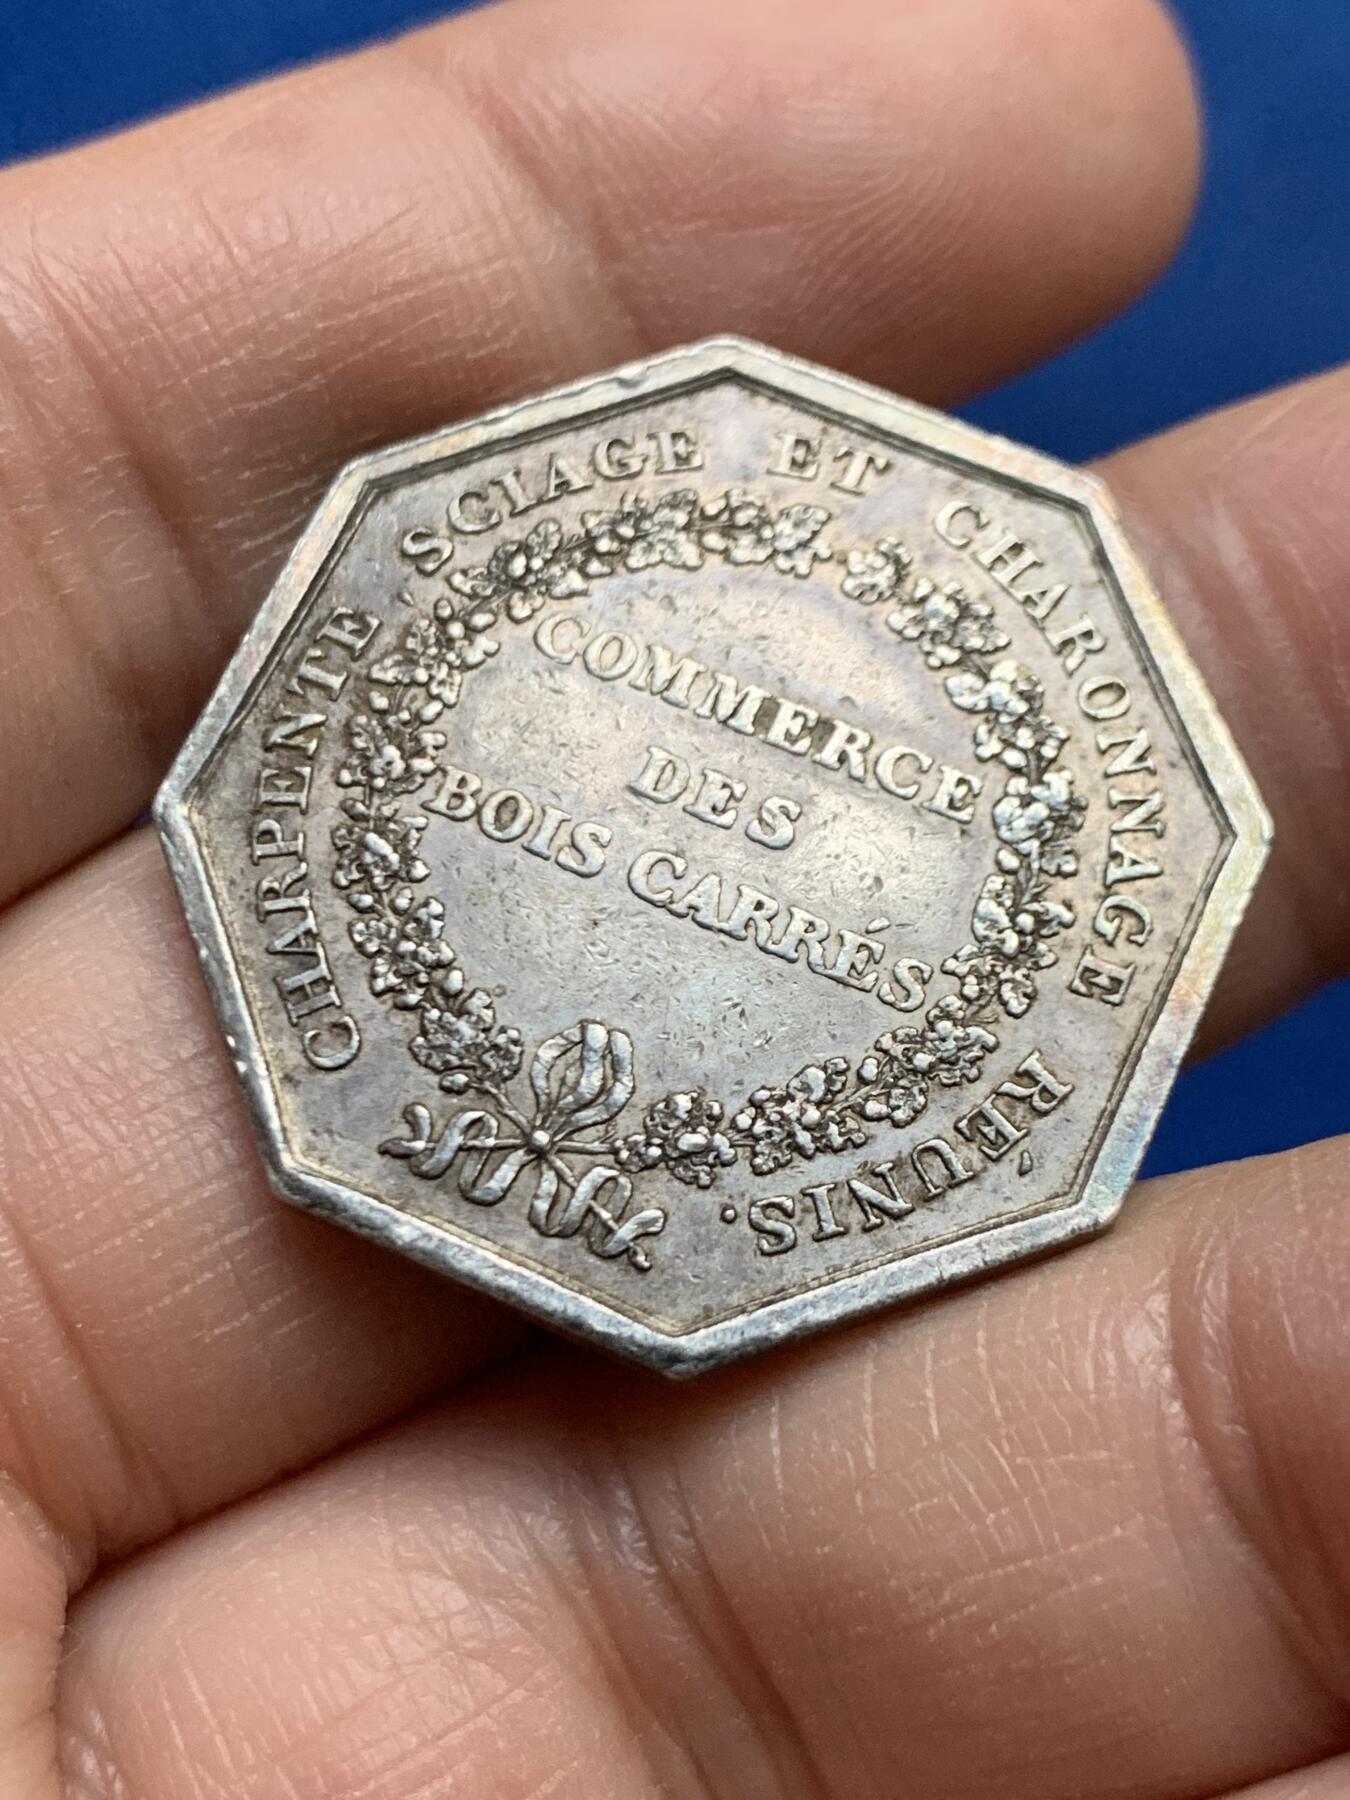 CHARPENTE SCIAGE ET CHARONNAGE RÉUNIS.
COMMERCE
DES
BOIS CARRÉS